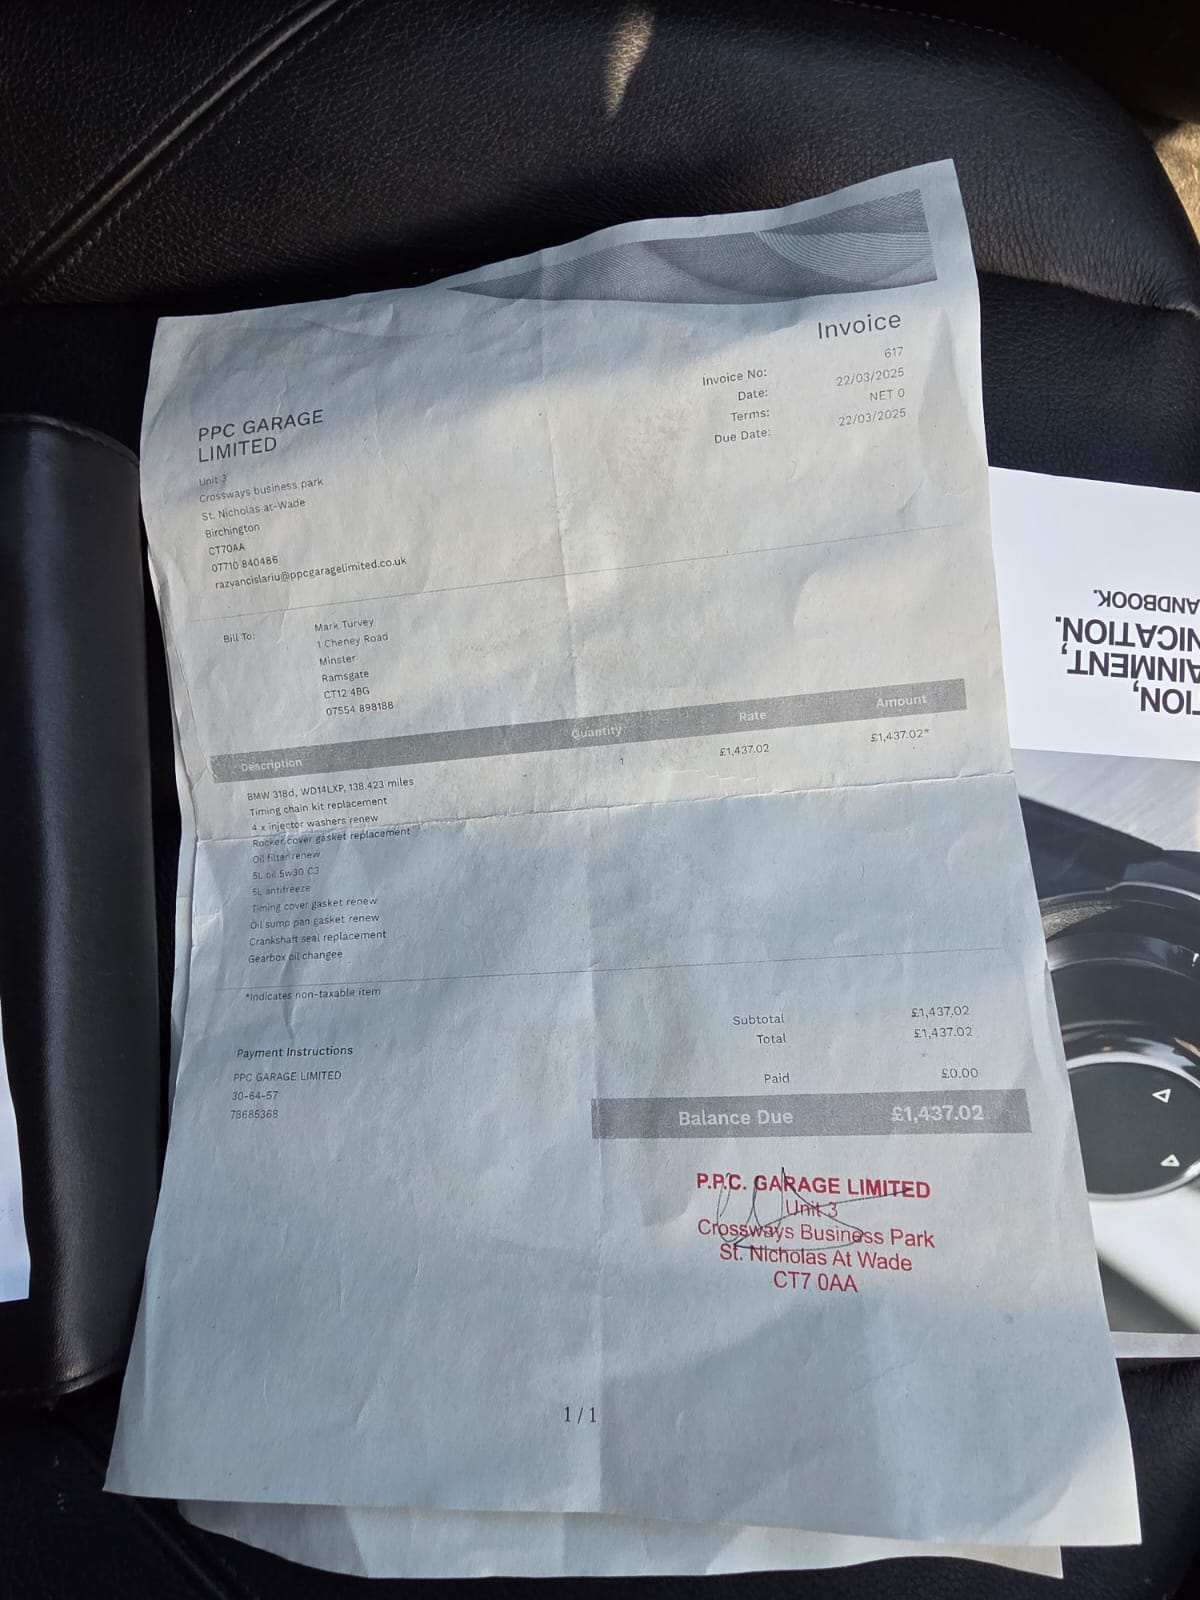 Invoice
Invoice No: 617
Date: 22/03/2025
Terms: NET 0
Due Date: 22/03/2025
PPC GARAGE
LIMITED
Unit 3
Crossways business park
St. Nicholas at-Wade
Birchington
CT70AA
07710 840486
razvancislariu@ppcgaragelimited.co.uk
Bill To: Mark Turvey
1 Cheney Road
Minster
Ramsgate
CT12 4BG
07554 898188
Description Quantity Rate Amount
BMW 318d, WD14LXP, 138.423 miles 1 £1,437.02 £1,437.02*
Timing chain kit replacement
4 x injector washers renew
Rocker cover gasket replacement
Oil filter renew
5L oil 5w30 C3
5L antifreeze
Timing cover gasket renew
Oil sump pan gasket renew
Crankshaft seal replacement
Gearbox oil changee
*Indicates non-taxable item
Subtotal £1,437.02
Total £1,437.02
Paid £0.00
Balance Due £1,437.02
Payment Instructions
PPC GARAGE LIMITED
30-64-57
78685368
P.P.C. GARAGE LIMITED
Unit 3
Crossways Business Park
St. Nicholas At Wade
CT7 0AA
1 / 1